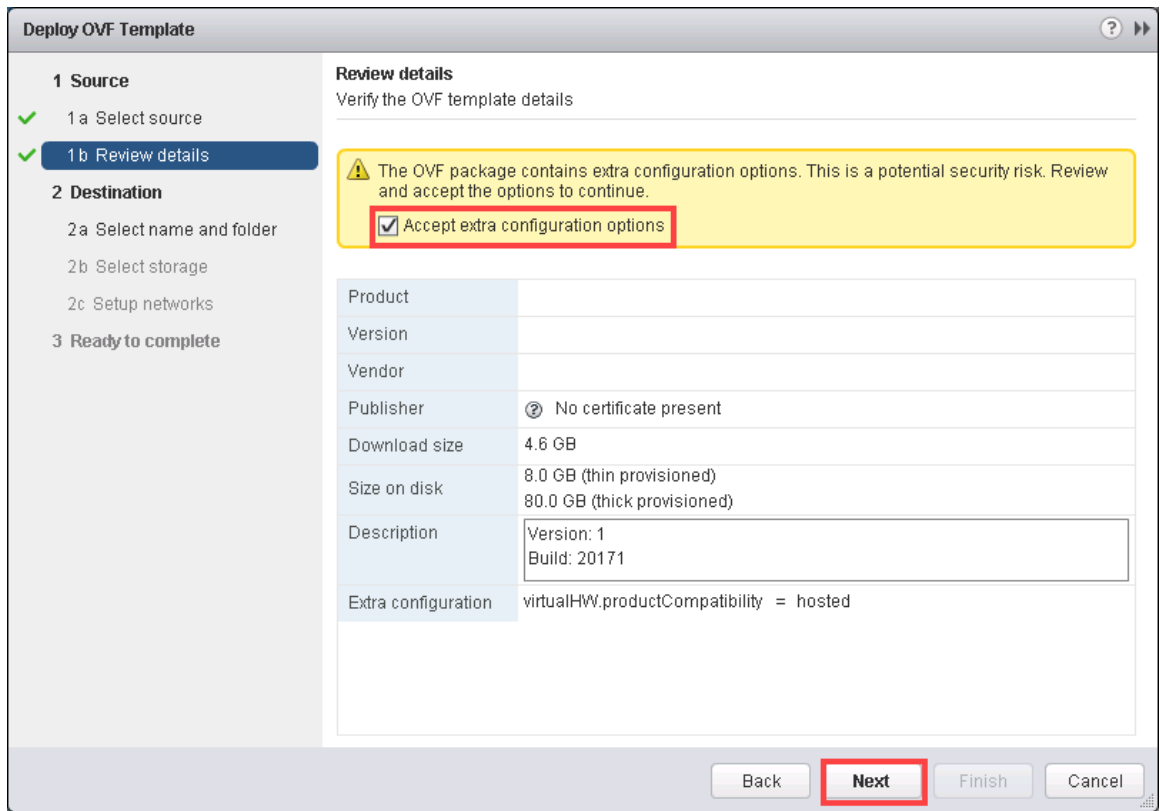 Deploy OVF Template
1 Source
1a Select source
1b Review details
2 Destination
2a Select name and folder
2b Select storage
2c Setup networks
3 Ready to complete
Review details
Verify the OVF template details
The OVF package contains extra configuration options. This is a potential security risk. Review
and accept the options to continue.
Accept extra configuration options
Product
Version
Vendor
Publisher ? No certificate present
Download size 4.6 GB
Size on disk 8.0 GB (thin provisioned)
80.0 GB (thick provisioned)
Description Version: 1
Build: 20171
Extra configuration virtualHW.productCompatibility = hosted
Back Next Finish Cancel